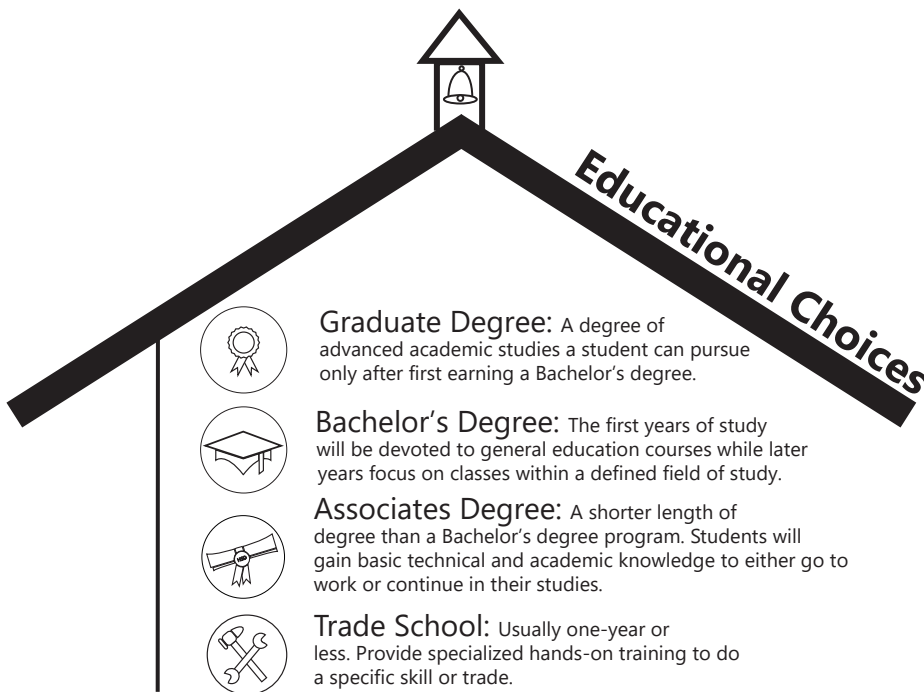 Educational Choices
Graduate Degree: A degree of
advanced academic studies a student can pursue
only after first earning a Bachelor's degree.
Bachelor's Degree: The first years of study
will be devoted to general education courses while later
years focus on classes within a defined field of study.
Associates Degree: A shorter length of
degree than a Bachelor's degree program. Students will
gain basic technical and academic knowledge to either go to
work or continue in their studies.
Trade School: Usually one-year or
less. Provide specialized hands-on training to do
a specific skill or trade.